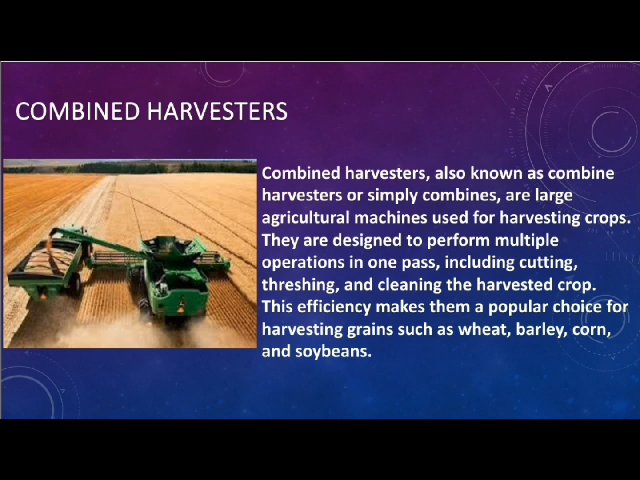 COMBINED HARVESTERS
Combined harvesters, also known as combine
harvesters or simply combines, are large
agricultural machines used for harvesting crops.
They are designed to perform multiple
operations in one pass, including cutting,
threshing, and cleaning the harvested crop.
This efficiency makes them a popular choice for
harvesting grains such as wheat, barley, corn,
and soybeans.